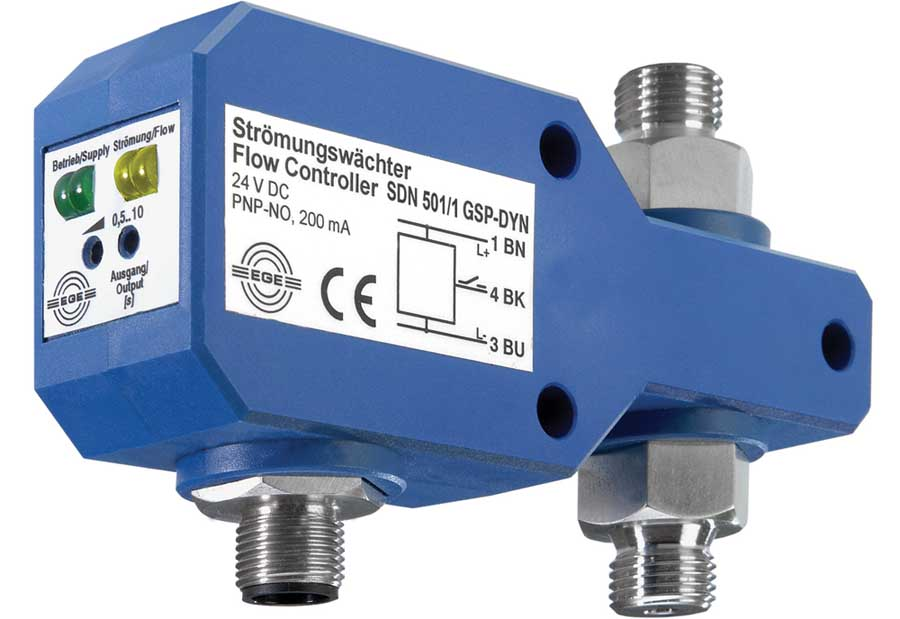 Betrieb/Supply Strömung/Flow
0,5..10
Ausgang/
Output
[s]
EGE
Strömungswächter
Flow Controller SDN 501/1 GSP-DYN
24 V DC
PNP-NO, 200 mA
EGE
CE
1 BN
L+
4 BK
L-
3 BU